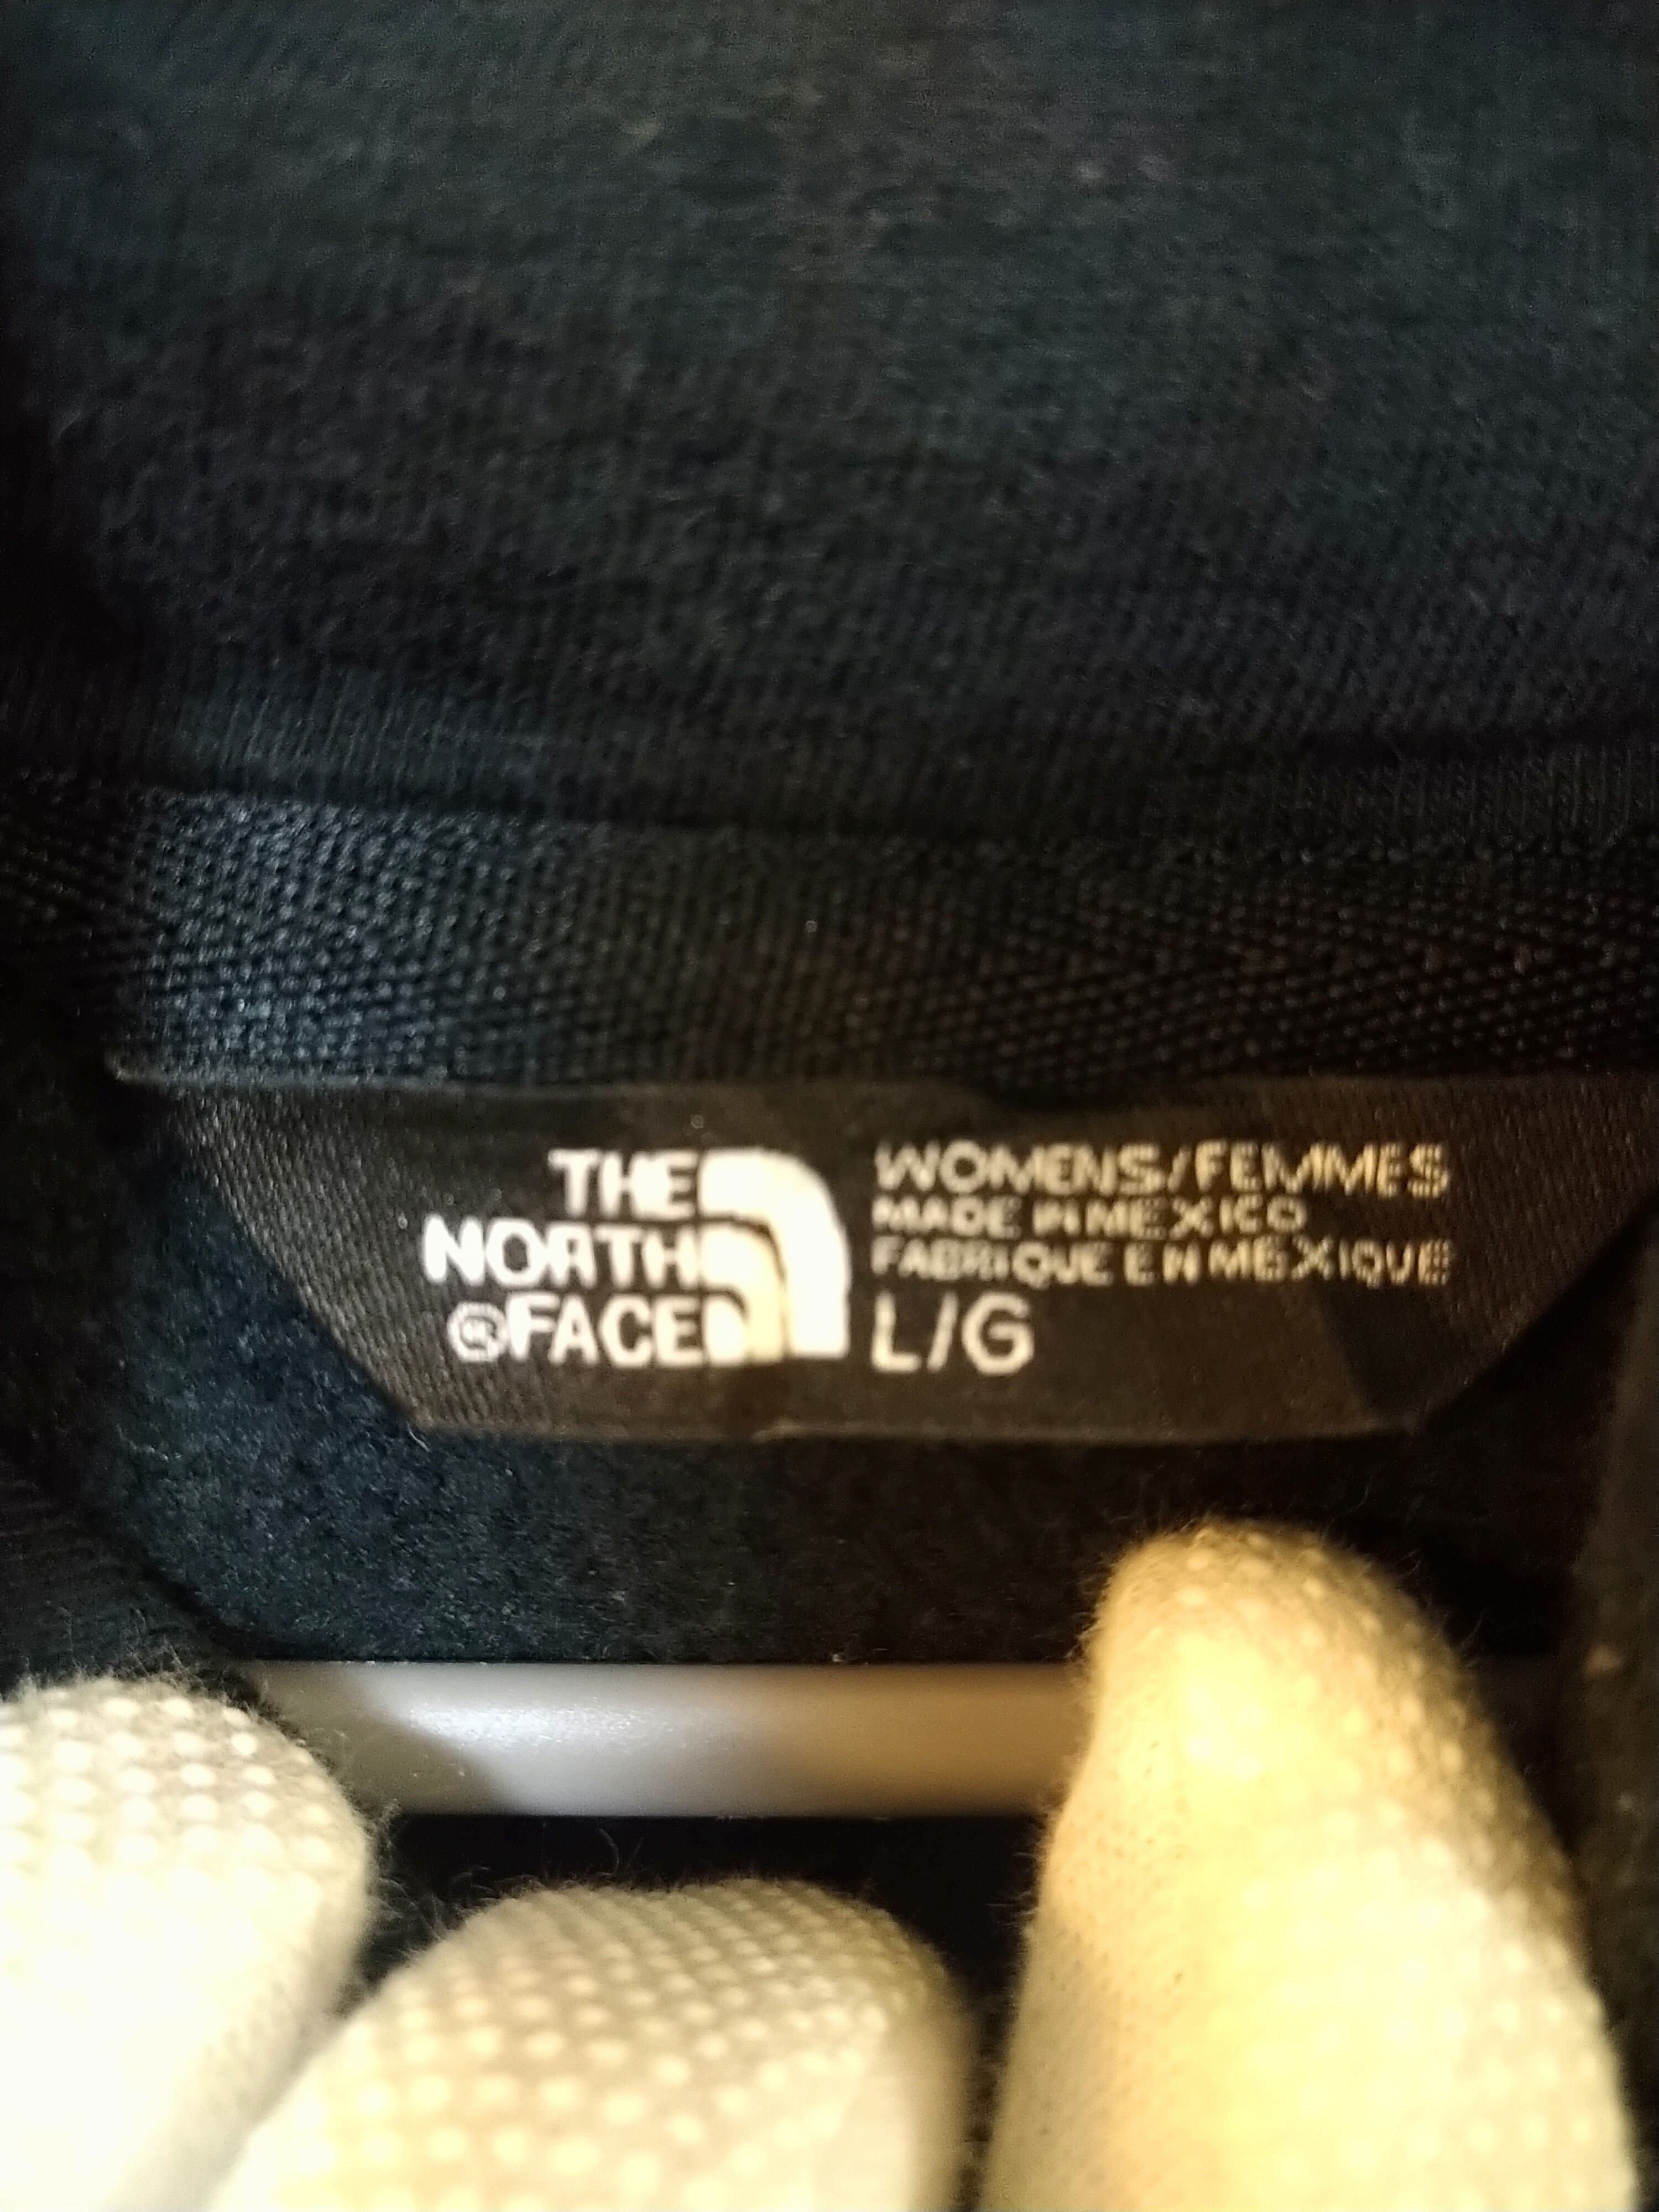 THE
NORTH
®FACE
WOMENS/FEMMES
MADE IN MEXICO
FABRIQUE EN MEXIQUE
L/G